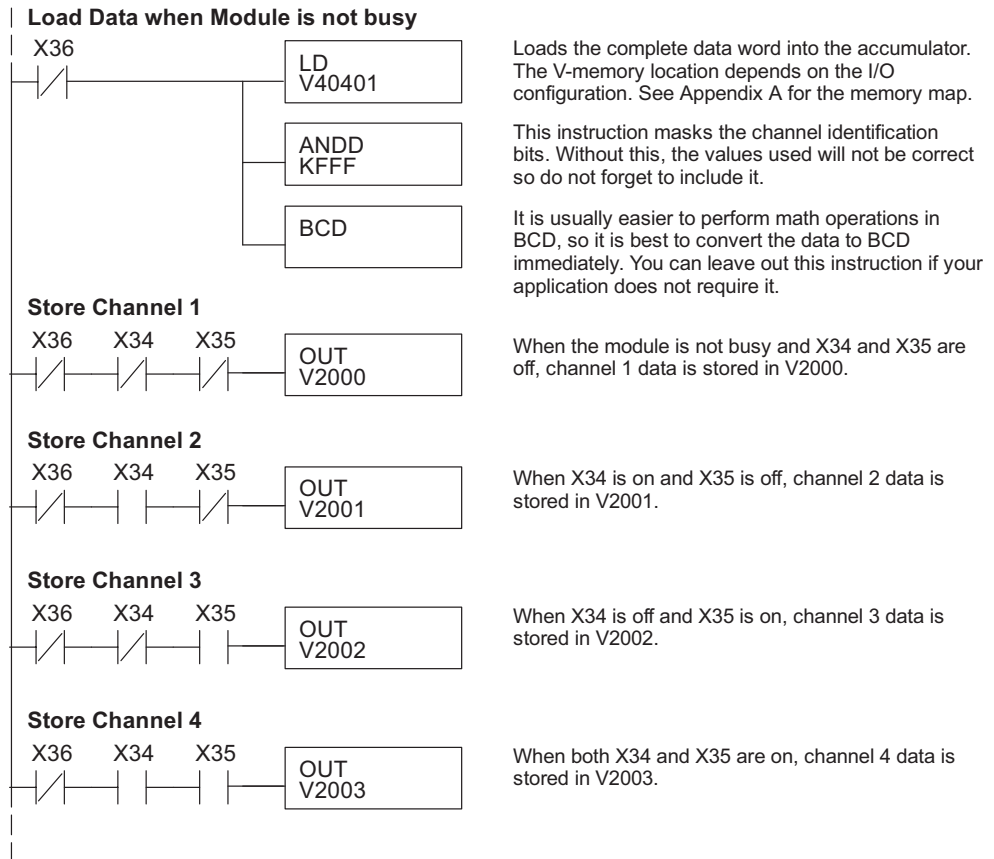 Load Data when Module is not busy
X36
LD
V40401
Loads the complete data word into the accumulator.
The V-memory location depends on the I/O
configuration. See Appendix A for the memory map.
ANDD
KFFF
This instruction masks the channel identification
bits. Without this, the values used will not be correct
so do not forget to include it.
BCD
It is usually easier to perform math operations in
BCD, so it is best to convert the data to BCD
immediately. You can leave out this instruction if your
application does not require it.
Store Channel 1
X36 X34 X35
OUT
V2000
When the module is not busy and X34 and X35 are
off, channel 1 data is stored in V2000.
Store Channel 2
X36 X34 X35
OUT
V2001
When X34 is on and X35 is off, channel 2 data is
stored in V2001.
Store Channel 3
X36 X34 X35
OUT
V2002
When X34 is off and X35 is on, channel 3 data is
stored in V2002.
Store Channel 4
X36 X34 X35
OUT
V2003
When both X34 and X35 are on, channel 4 data is
stored in V2003.